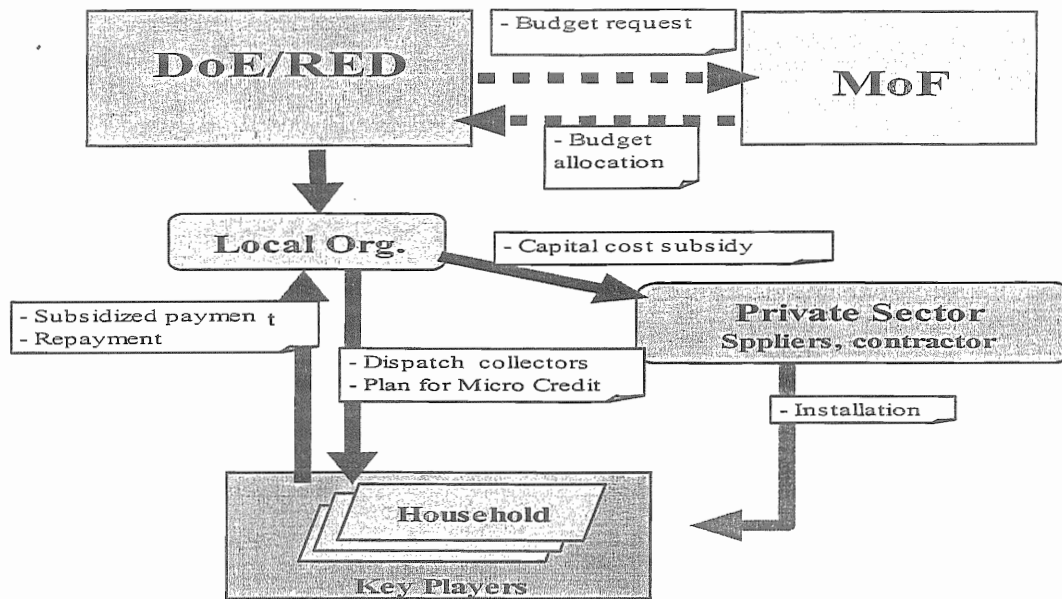 - Budget request
DoE/RED
MoF
- Budget
allocation
Local Org.
- Capital cost subsidy
- Subsidized payment
- Repayment
Private Sector
Sppliers, contractor
- Dispatch collectors
- Plan for Micro Credit
- Installation
Household
Key Players